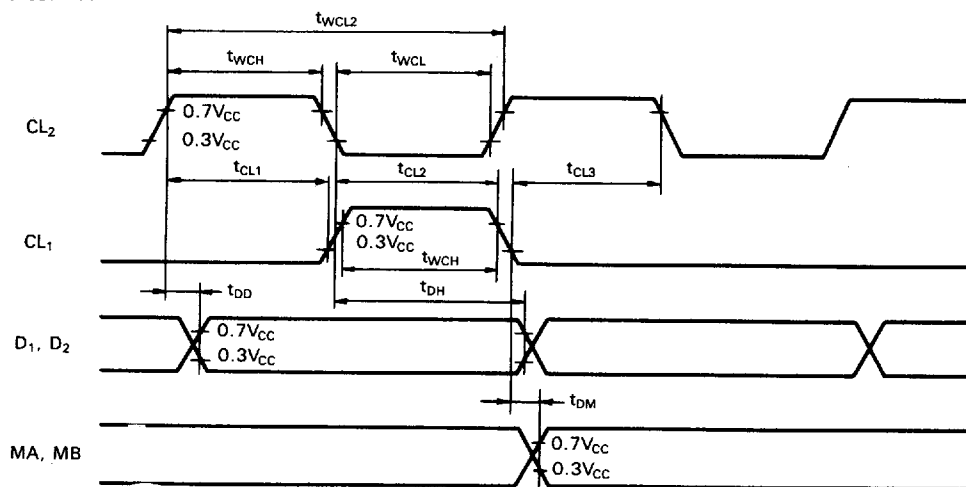 tWCL2
tWCH
tWCL
CL2
0.7VCC
0.3VCC
tCL1
tCL2
tCL3
CL1
0.7VCC
0.3VCC
tWCH
tDH
tDD
D1, D2
0.7VCC
0.3VCC
tDM
MA, MB
0.7VCC
0.3VCC